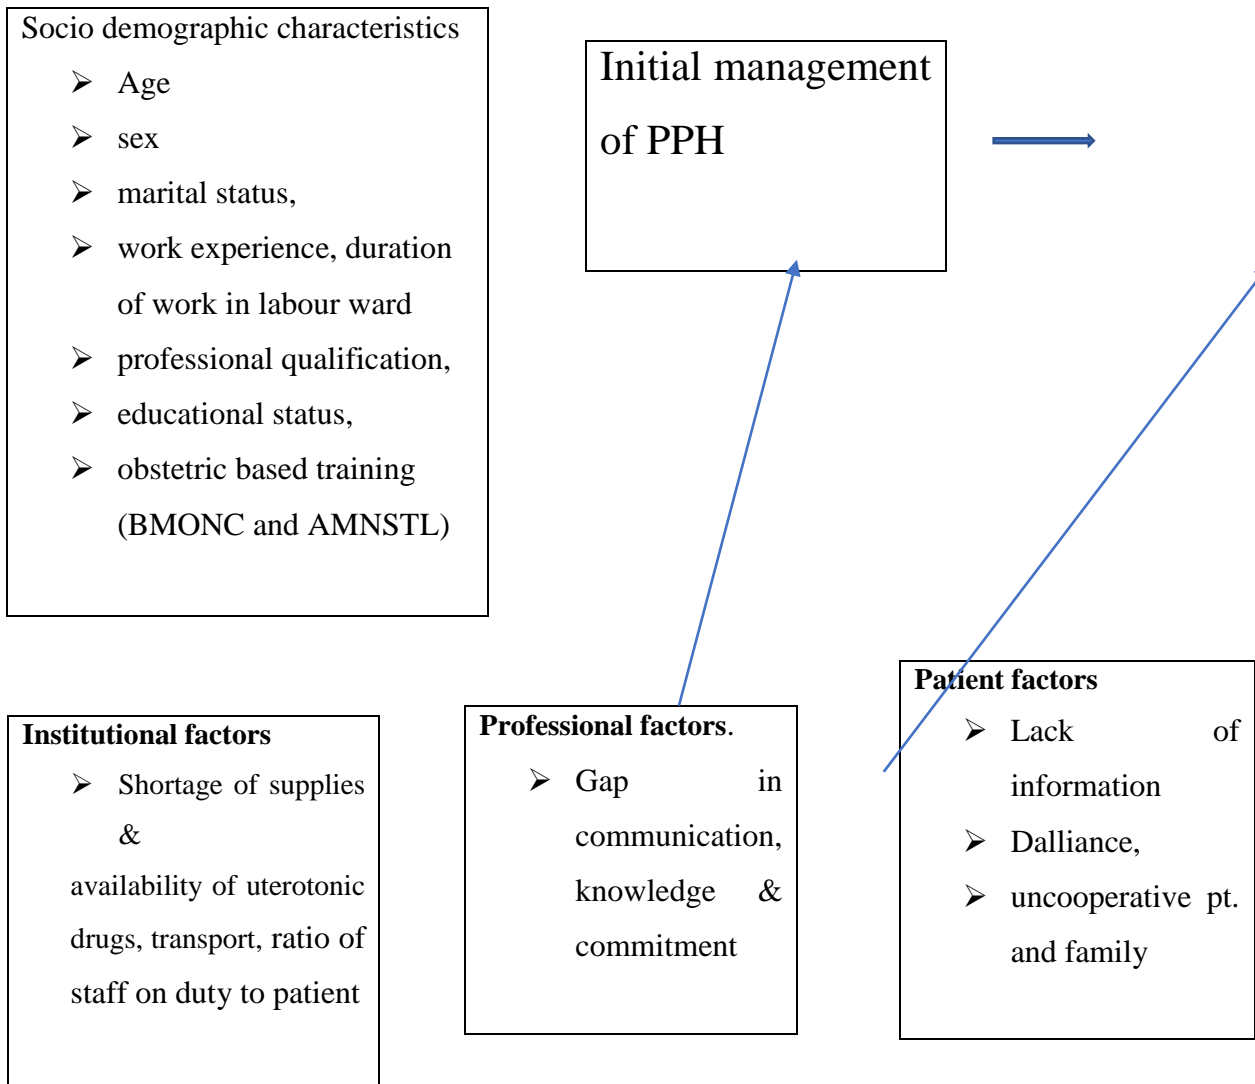 Socio demographic characteristics
➢ Age
➢ sex
➢ marital status,
➢ work experience, duration
of work in labour ward
➢ professional qualification,
➢ educational status,
➢ obstetric based training
(BMONC and AMNSTL)
Initial management
of PPH
Institutional factors
➢ Shortage of supplies
&
availability of uterotonic
drugs, transport, ratio of
staff on duty to patient
Professional factors.
➢ Gap in
communication,
knowledge &
commitment
Patient factors
➢ Lack of
information
➢ Dalliance,
➢ uncooperative pt.
and family